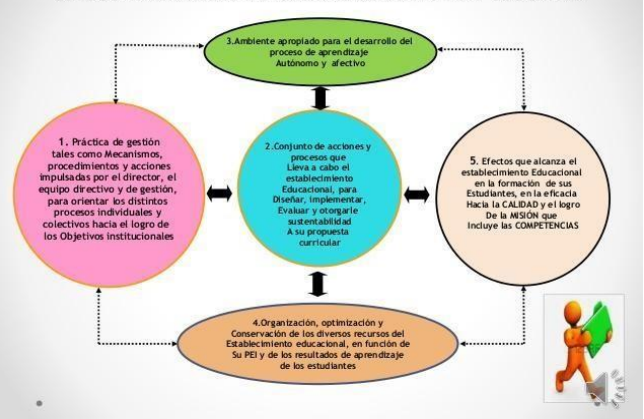 3.Ambiente apropiado para el desarrollo del
proceso de aprendizaje
Autónomo y afectivo
1. Práctica de gestión
tales como Mecanismos,
procedimientos y acciones
impulsadas por el director, el
equipo directivo y de gestión,
para orientar los distintos
procesos individuales y
colectivos hacia el logro de
los Objetivos institucionales
2.Conjunto de acciones y
procesos que
Lleva a cabo el
establecimiento
Educacional, para
Diseñar, implementar,
Evaluar y otorgarle
sustentabilidad
A su propuesta
curricular
5. Efectos que alcanza el
establecimiento Educacional
en la formación de sus
Estudiantes, en la eficacia
Hacia la CALIDAD y el logro
De la MISIÓN que
Incluye las COMPETENCIAS
4.Organización, optimización y
Conservación de los diversos recursos del
Establecimiento educacional, en función de
Su PEI y de los resultados de aprendizaje
de los estudiantes